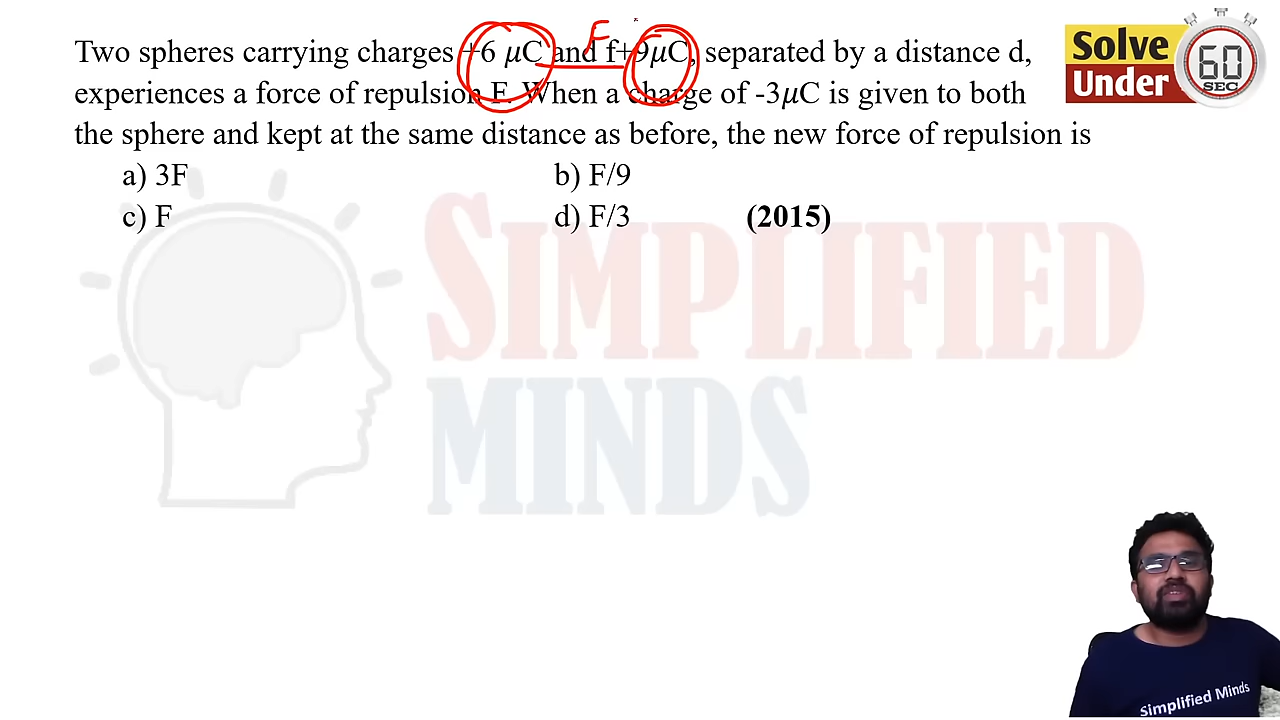 F
Two spheres carrying charges +6 μC and f+9μC, separated by a distance d,
experiences a force of repulsion F. When a charge of -3μC is given to both
the sphere and kept at the same distance as before, the new force of repulsion is
a) 3F b) F/9
c) F d) F/3 (2015)
Solve
Under
60
SEC
SIMPLIFIED
MINDS
Simplified Minds